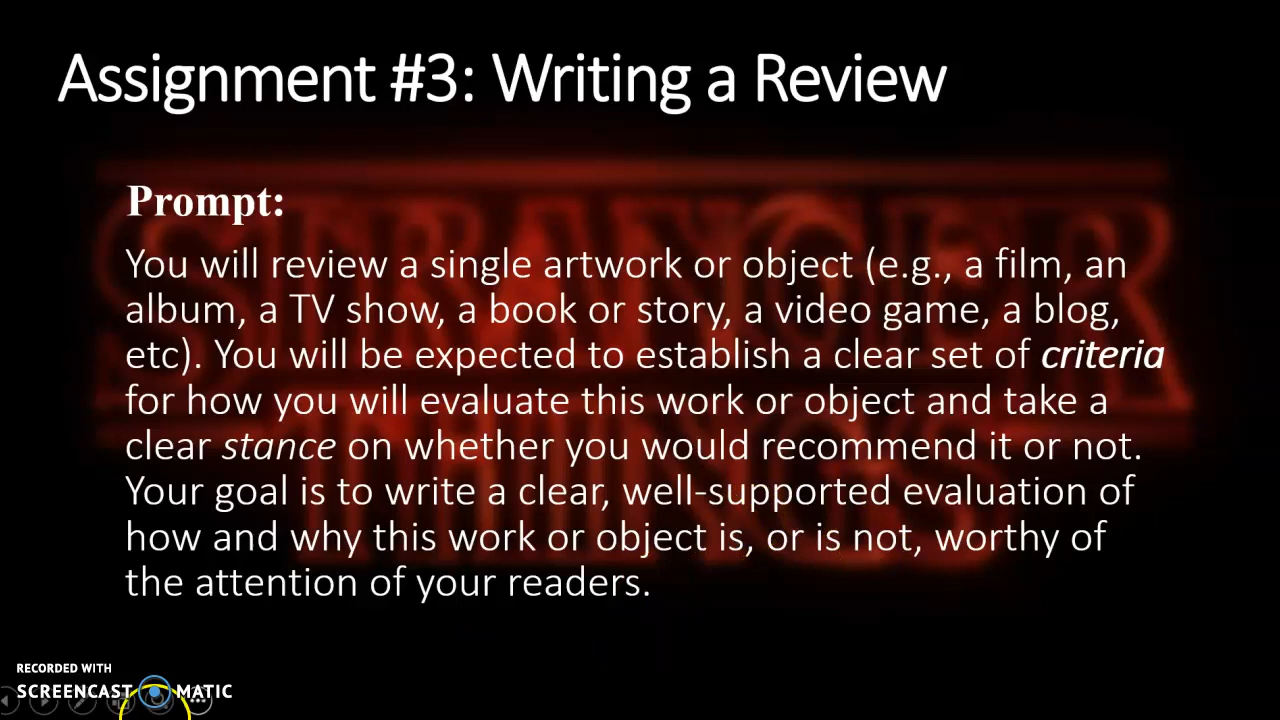 Assignment #3: Writing a Review
STRANGER
THINGS
Prompt:
You will review a single artwork or object (e.g., a film, an
album, a TV show, a book or story, a video game, a blog,
etc). You will be expected to establish a clear set of criteria
for how you will evaluate this work or object and take a
clear stance on whether you would recommend it or not.
Your goal is to write a clear, well-supported evaluation of
how and why this work or object is, or is not, worthy of
the attention of your readers.
RECORDED WITH
SCREENCAST MATIC